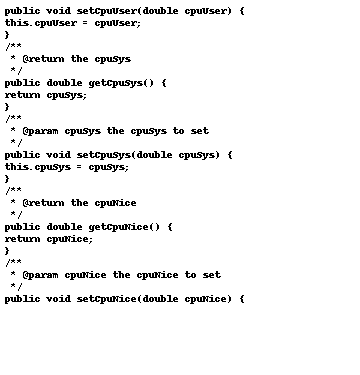 public void setCpuUser(double cpuUser) {
this.cpuUser = cpuUser;
}
/**
 * @return the cpuSys
 */
public double getCpuSys() {
return cpuSys;
}
/**
 * @param cpuSys the cpuSys to set
 */
public void setCpuSys(double cpuSys) {
this.cpuSys = cpuSys;
}
/**
 * @return the cpuNice
 */
public double getCpuNice() {
return cpuNice;
}
/**
 * @param cpuNice the cpuNice to set
 */
public void setCpuNice(double cpuNice) {